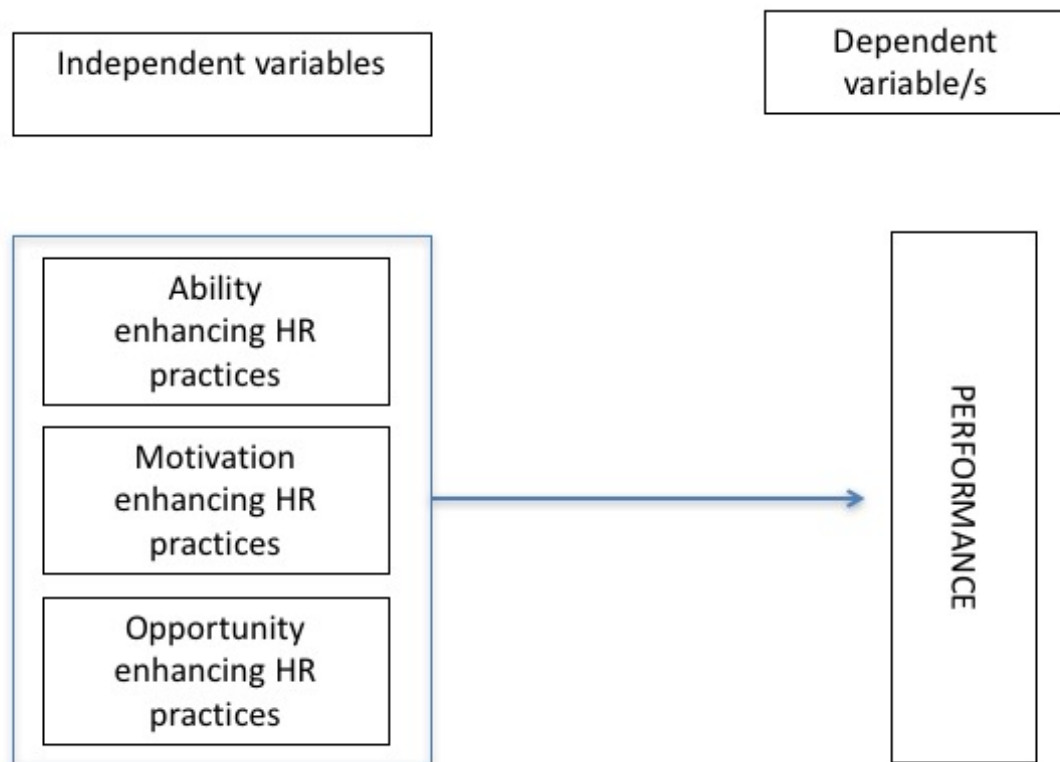 Independent variables
Dependent
variable/s
Ability
enhancing HR
practices
Motivation
enhancing HR
practices
Opportunity
enhancing HR
practices
PERFORMANCE